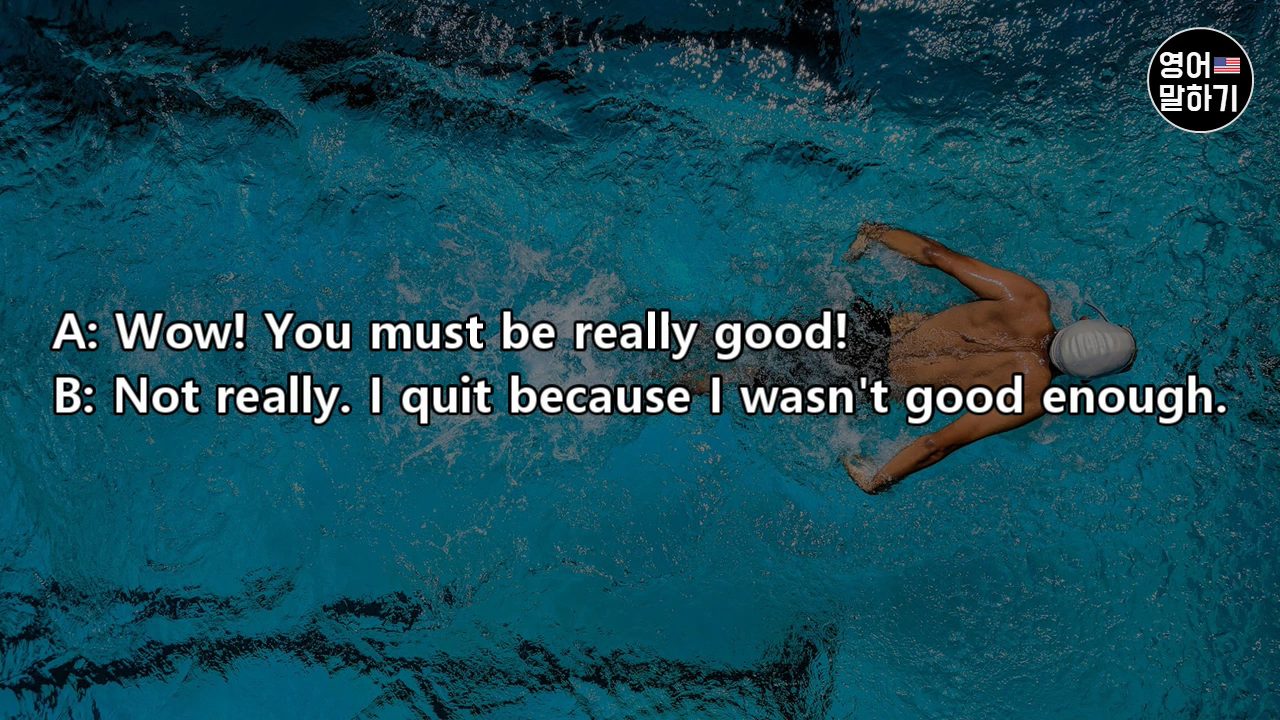 영어
말하기
A: Wow! You must be really good!
B: Not really. I quit because I wasn't good enough.